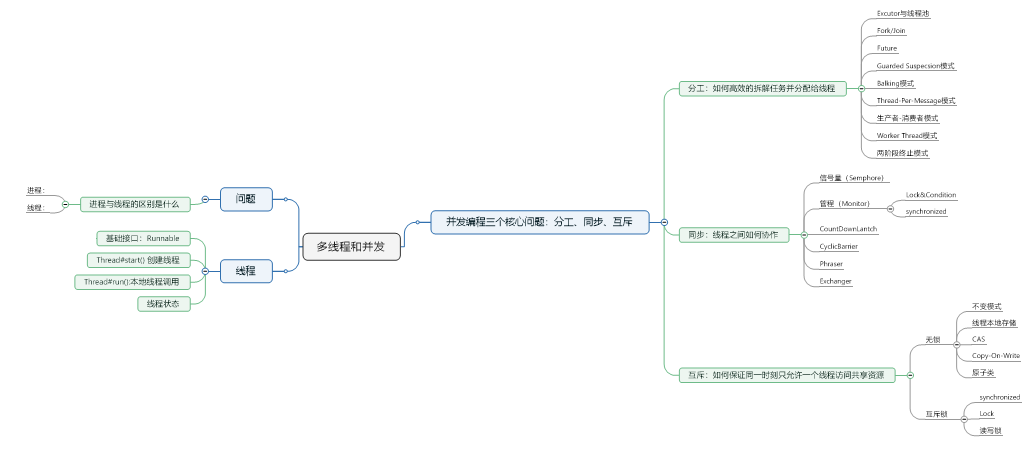 多线程和并发
问题
进程与线程的区别是什么
进程：
线程：
线程
基础接口：Runnable
Thread#start() 创建线程
Thread#run():本地线程调用
线程状态
并发编程三个核心问题：分工、同步、互斥
分工：如何高效的拆解任务并分配给线程
Excutor与线程池
Fork/Join
Future
Guarded Suspecsion模式
Balking模式
Thread-Per-Message模式
生产者-消费者模式
Worker Thread模式
两阶段终止模式
同步：线程之间如何协作
信号量（Semphore）
管程（Monitor）
Lock&Condition
synchronized
CountDownLantch
CyclicBarrier
Phraser
Exchanger
互斥：如何保证同一时刻只允许一个线程访问共享资源
无锁
不变模式
线程本地存储
CAS
Copy-On-Write
原子类
互斥锁
synchronized
Lock
读写锁